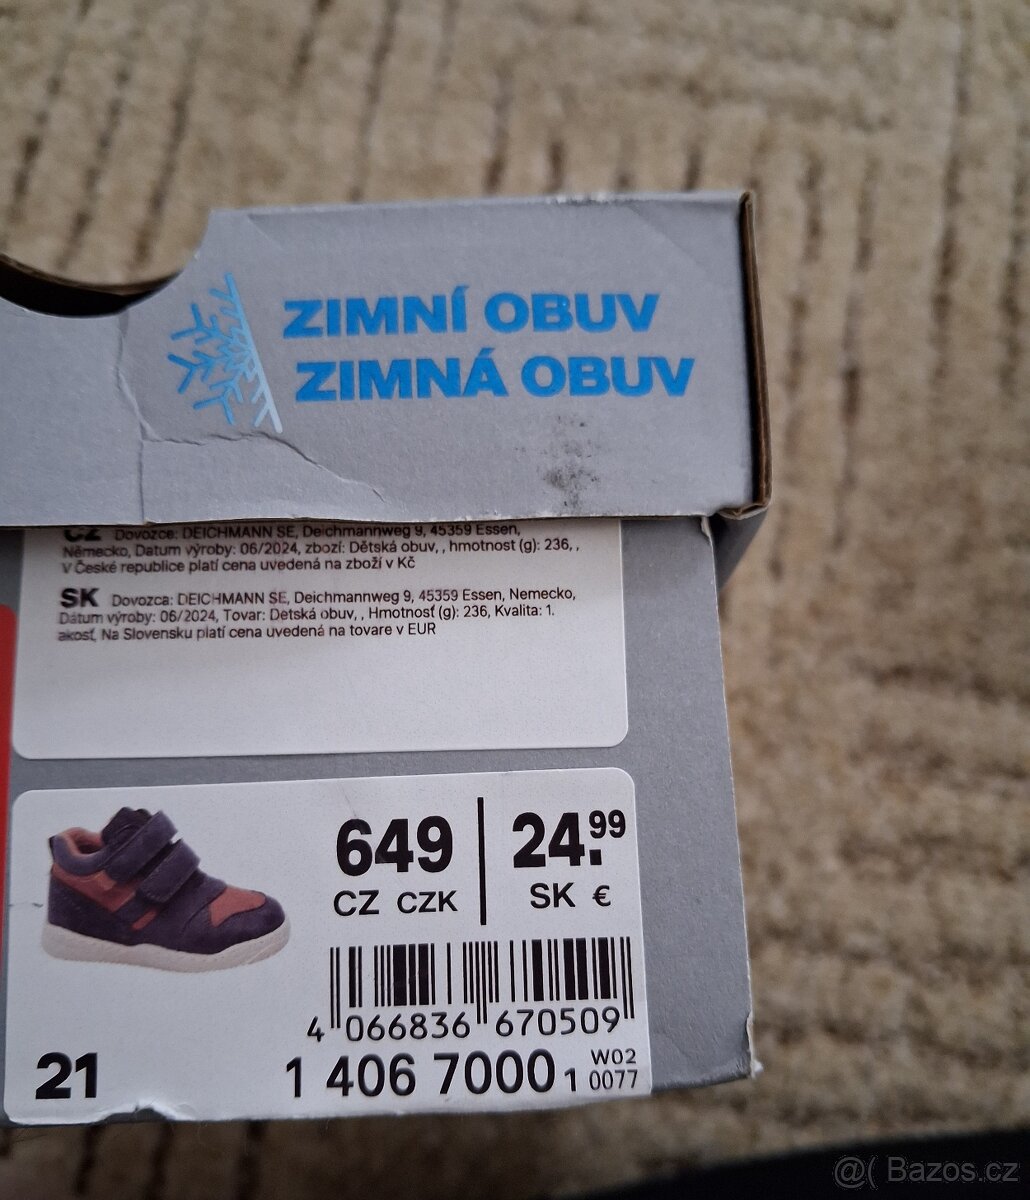 ZIMNÍ OBUV
ZIMNÁ OBUV
CZ Dovozce: DEICHMANN SE, Deichmannweg 9, 45359 Essen,
Německo, Datum výroby: 06/2024, zbozí: Dětská obuv, , hmotnost (g): 236, ,
V České republice platí cena uvedená na zboží v Kč
SK Dovozca: DEICHMANN SE, Deichmannweg 9, 45359 Essen, Nemecko,
Dátum výroby: 06/2024, Tovar: Detská obuv, , Hmotnosť (g): 236, Kvalita: 1.
akosť, Na Slovensku platí cena uvedená na tovare v EUR
649 24.99
CZ CZK SK €
4 066836 670509
21 1 406 7000 1 W02 0077
@( Bazos.cz